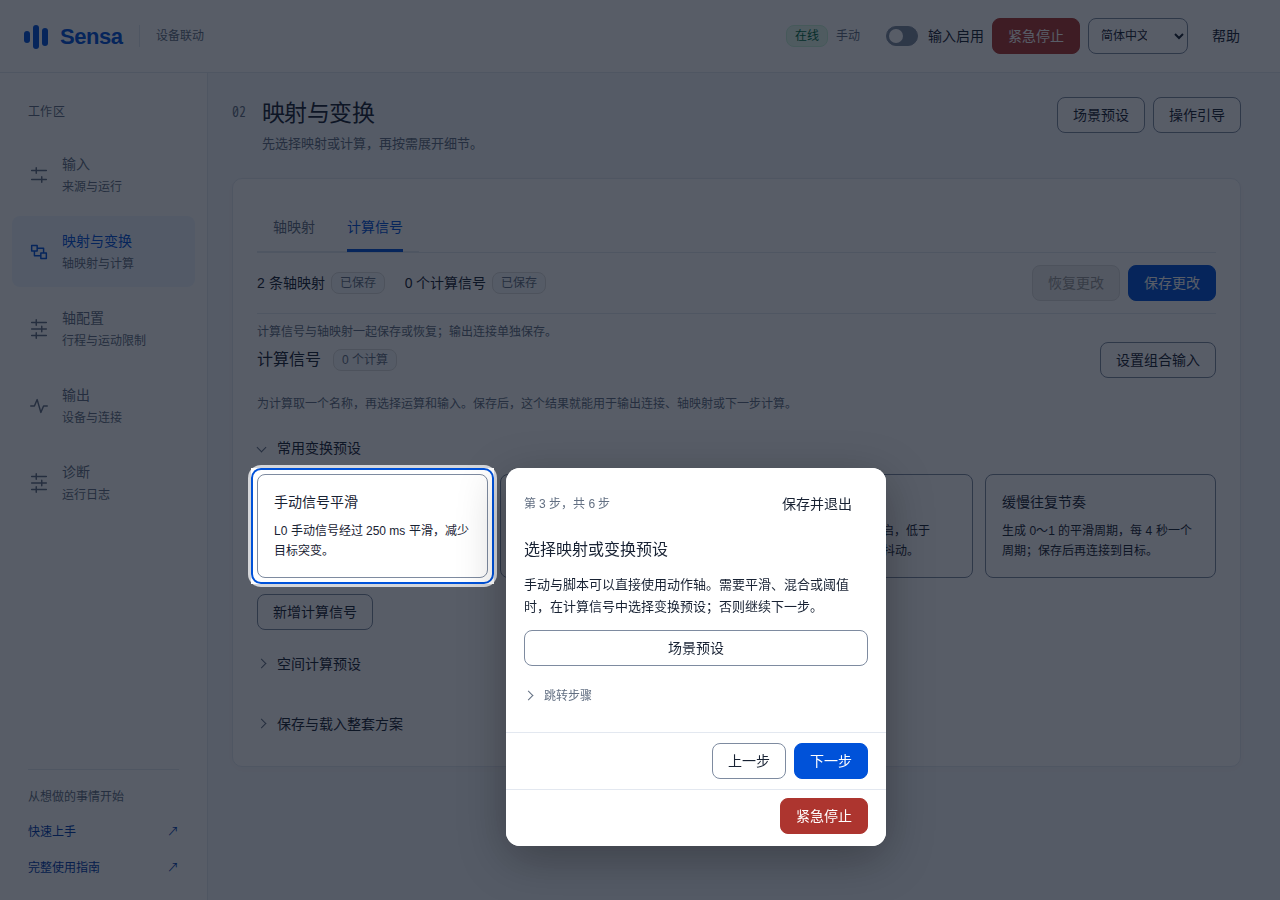 Sensa
设备联动
在线
手动
输入启用
紧急停止
简体中文
帮助
工作区
输入
来源与运行
映射与变换
轴映射与计算
轴配置
行程与运动限制
输出
设备与连接
诊断
运行日志
从想做的事情开始
快速上手 ↗
完整使用指南 ↗
02 映射与变换
先选择映射或计算，再按需展开细节。
场景预设
操作引导
轴映射
计算信号
2 条轴映射 已保存
0 个计算信号 已保存
恢复更改
保存更改
计算信号与轴映射一起保存或恢复；输出连接单独保存。
计算信号 0 个计算
设置组合输入
为计算取一个名称，再选择运算和输入。保存后，这个结果就能用于输出连接、轴映射或下一步计算。
常用变换预设
手动信号平滑
L0 手动信号经过 250 ms 平滑，减少
目标突变。
启，低于
抖动。
缓慢往复节奏
生成 0～1 的平滑周期，每 4 秒一个
周期；保存后再连接到目标。
新增计算信号
空间计算预设
保存与载入整套方案
第 3 步，共 6 步
保存并退出
选择映射或变换预设
手动与脚本可以直接使用动作轴。需要平滑、混合或阈值
时，在计算信号中选择变换预设；否则继续下一步。
场景预设
跳转步骤
上一步
下一步
紧急停止